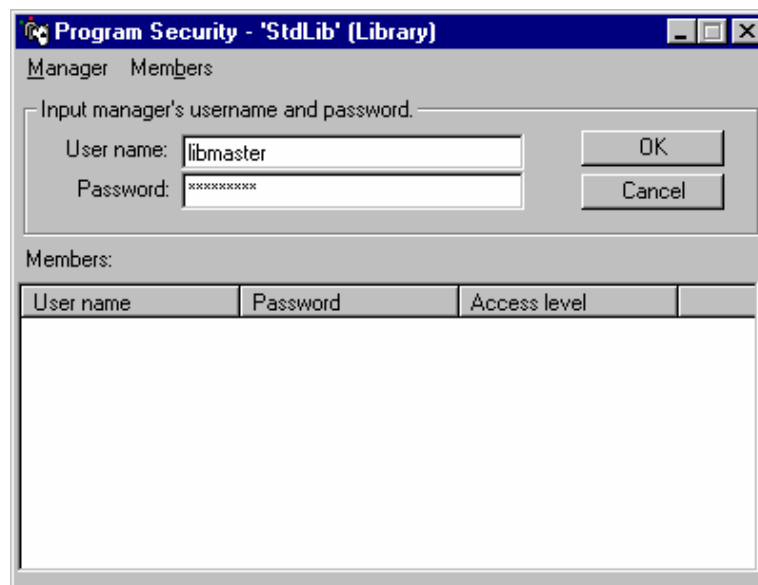 Program Security - 'StdLib' (Library)
Manager Members
Input manager's username and password.
User name: libmaster OK
Password: ********* Cancel
Members:
User name Password Access level